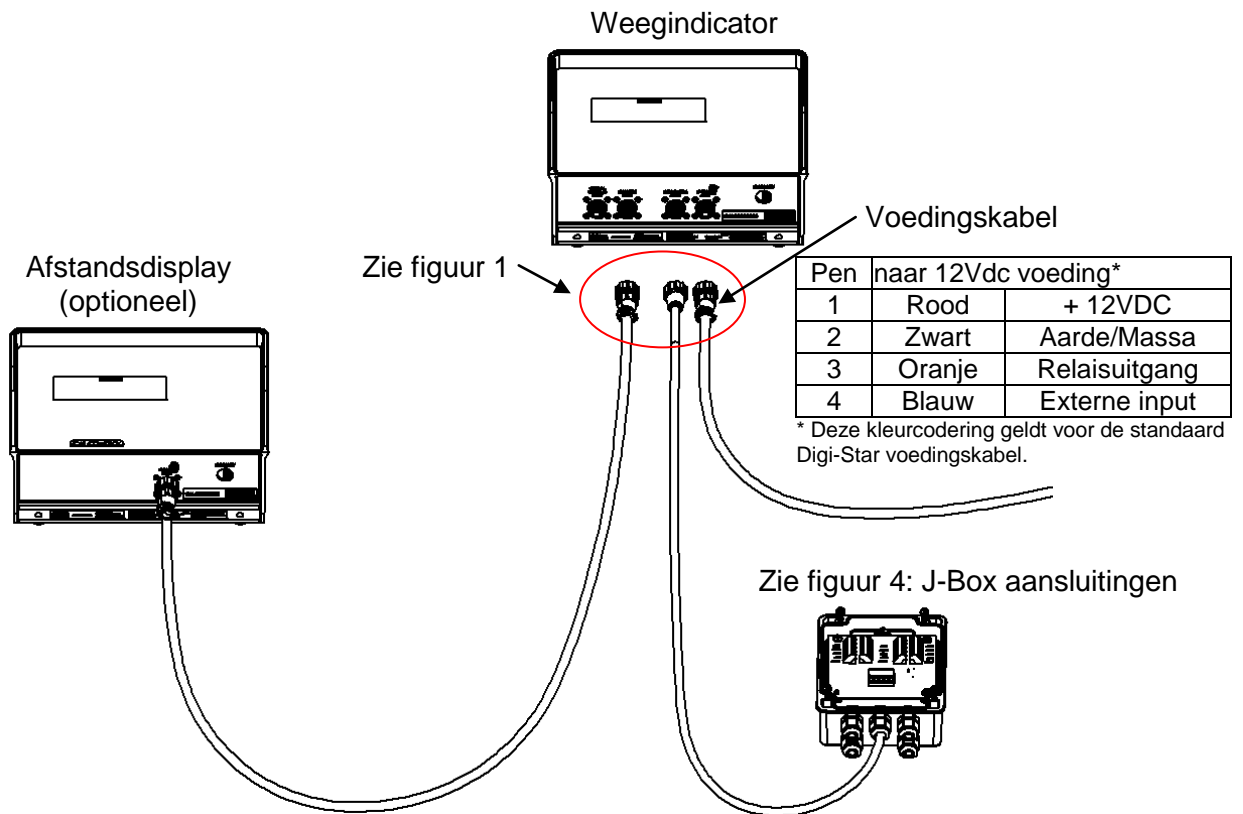 Weegindicator
Voedingskabel
Zie figuur 1
Afstandsdisplay
(optioneel)
Pen naar 12Vdc voeding*
1 Rood + 12VDC
2 Zwart Aarde/Massa
3 Oranje Relaisuitgang
4 Blauw Externe input
* Deze kleurcodering geldt voor de standaard
Digi-Star voedingskabel.
Zie figuur 4: J-Box aansluitingen